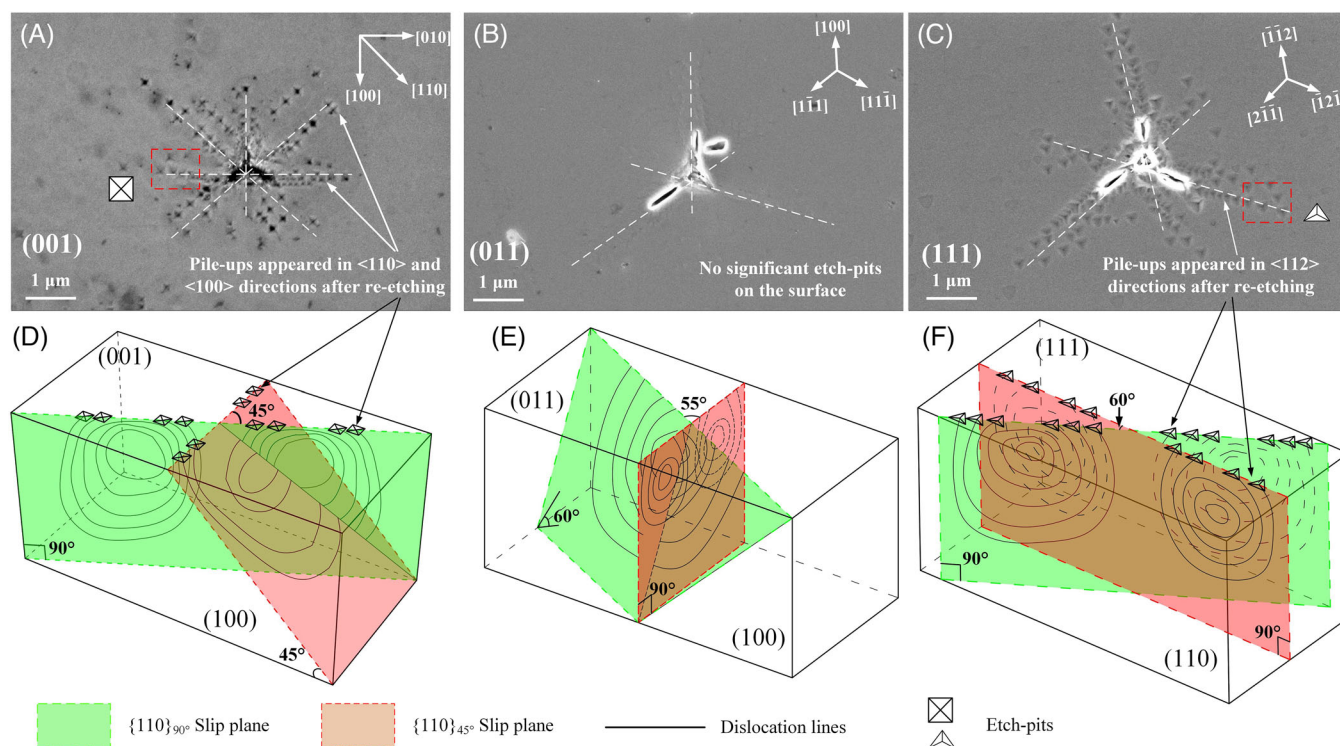 (A)
[010]
[110]
[100]
(001)
1 μm
Pile-ups appeared in <110> and
<100> directions after re-etching
(B)
[100]
[11̄1]
[111̄]
(011)
1 μm
No significant etch-pits
on the surface
(C)
[1̄1̄2]
[21̄1̄]
[1̄21̄]
(111)
1 μm
Pile-ups appeared in <112>
directions after re-etching
(D)
(001)
45°
90°
(100)
45°
(E)
(011)
55°
60°
90°
(100)
(F)
(111)
60°
90°
90°
(110)
{110}90° Slip plane
{110}45° Slip plane
Dislocation lines
Etch-pits